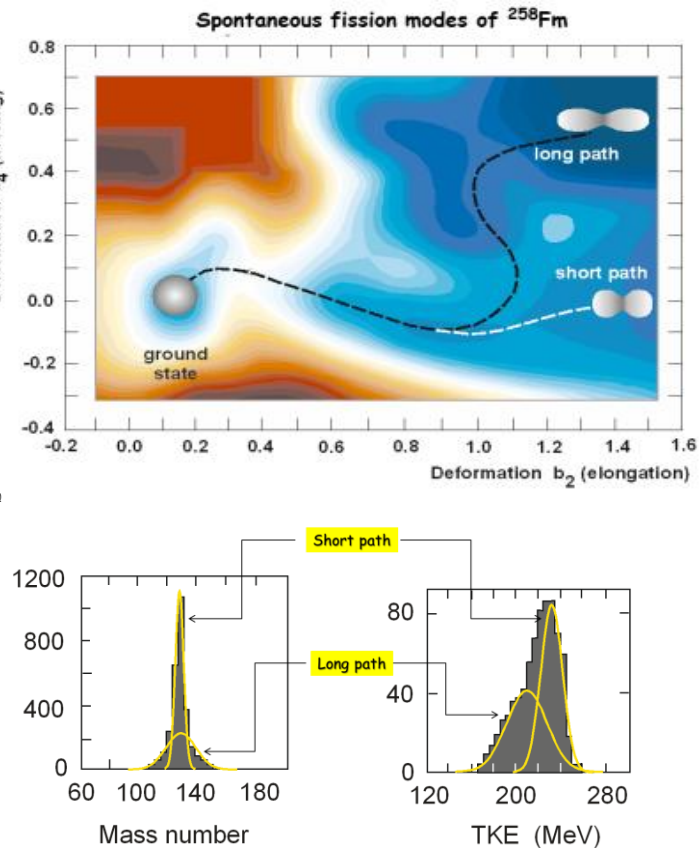 Spontaneous fission modes of ²⁵⁸Fm
0.8
0.6
0.4
0.2
0.0
-0.2
-0.4
long path
short path
ground
state
-0.2 0.0 0.2 0.4 0.6 0.8 1.0 1.2 1.4 1.6
Deformation b₂ (elongation)
Short path
Long path
1200
800
400
0
60 100 140 180
Mass number
80
40
0
120 200 280
TKE (MeV)